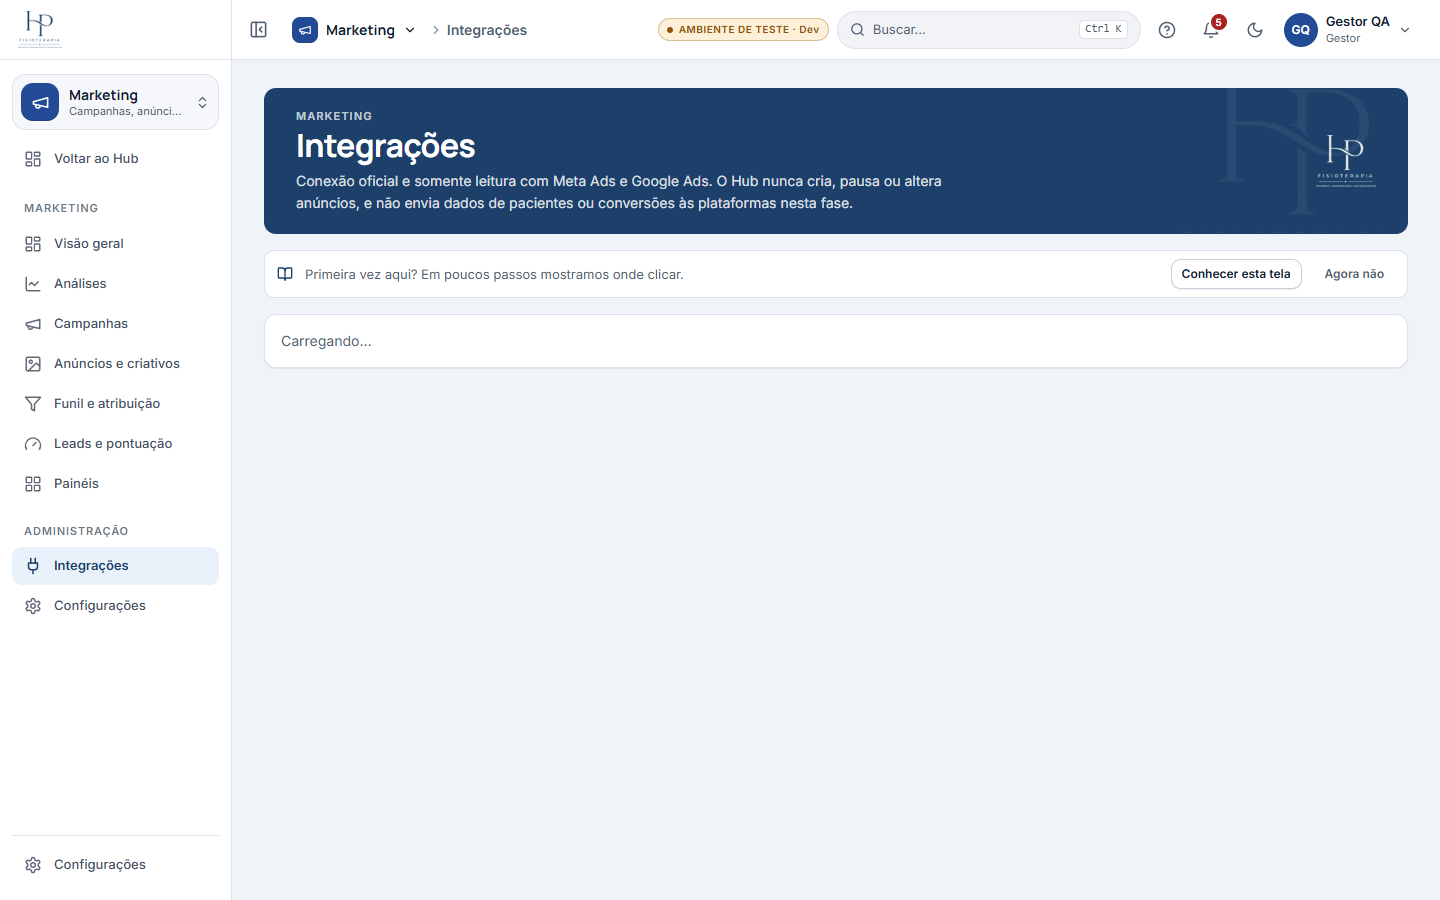 HP
FISIOTERAPIA
Marketing
Integrações
AMBIENTE DE TESTE · Dev
Buscar...
Ctrl K
5
GQ
Gestor QA
Gestor
Marketing
Campanhas, anúnci...
Voltar ao Hub
MARKETING
Visão geral
Análises
Campanhas
Anúncios e criativos
Funil e atribuição
Leads e pontuação
Painéis
ADMINISTRAÇÃO
Integrações
Configurações
Configurações
MARKETING
Integrações
Conexão oficial e somente leitura com Meta Ads e Google Ads. O Hub nunca cria, pausa ou altera
anúncios, e não envia dados de pacientes ou conversões às plataformas nesta fase.
HP
FISIOTERAPIA
Primeira vez aqui? Em poucos passos mostramos onde clicar.
Conhecer esta tela
Agora não
Carregando...